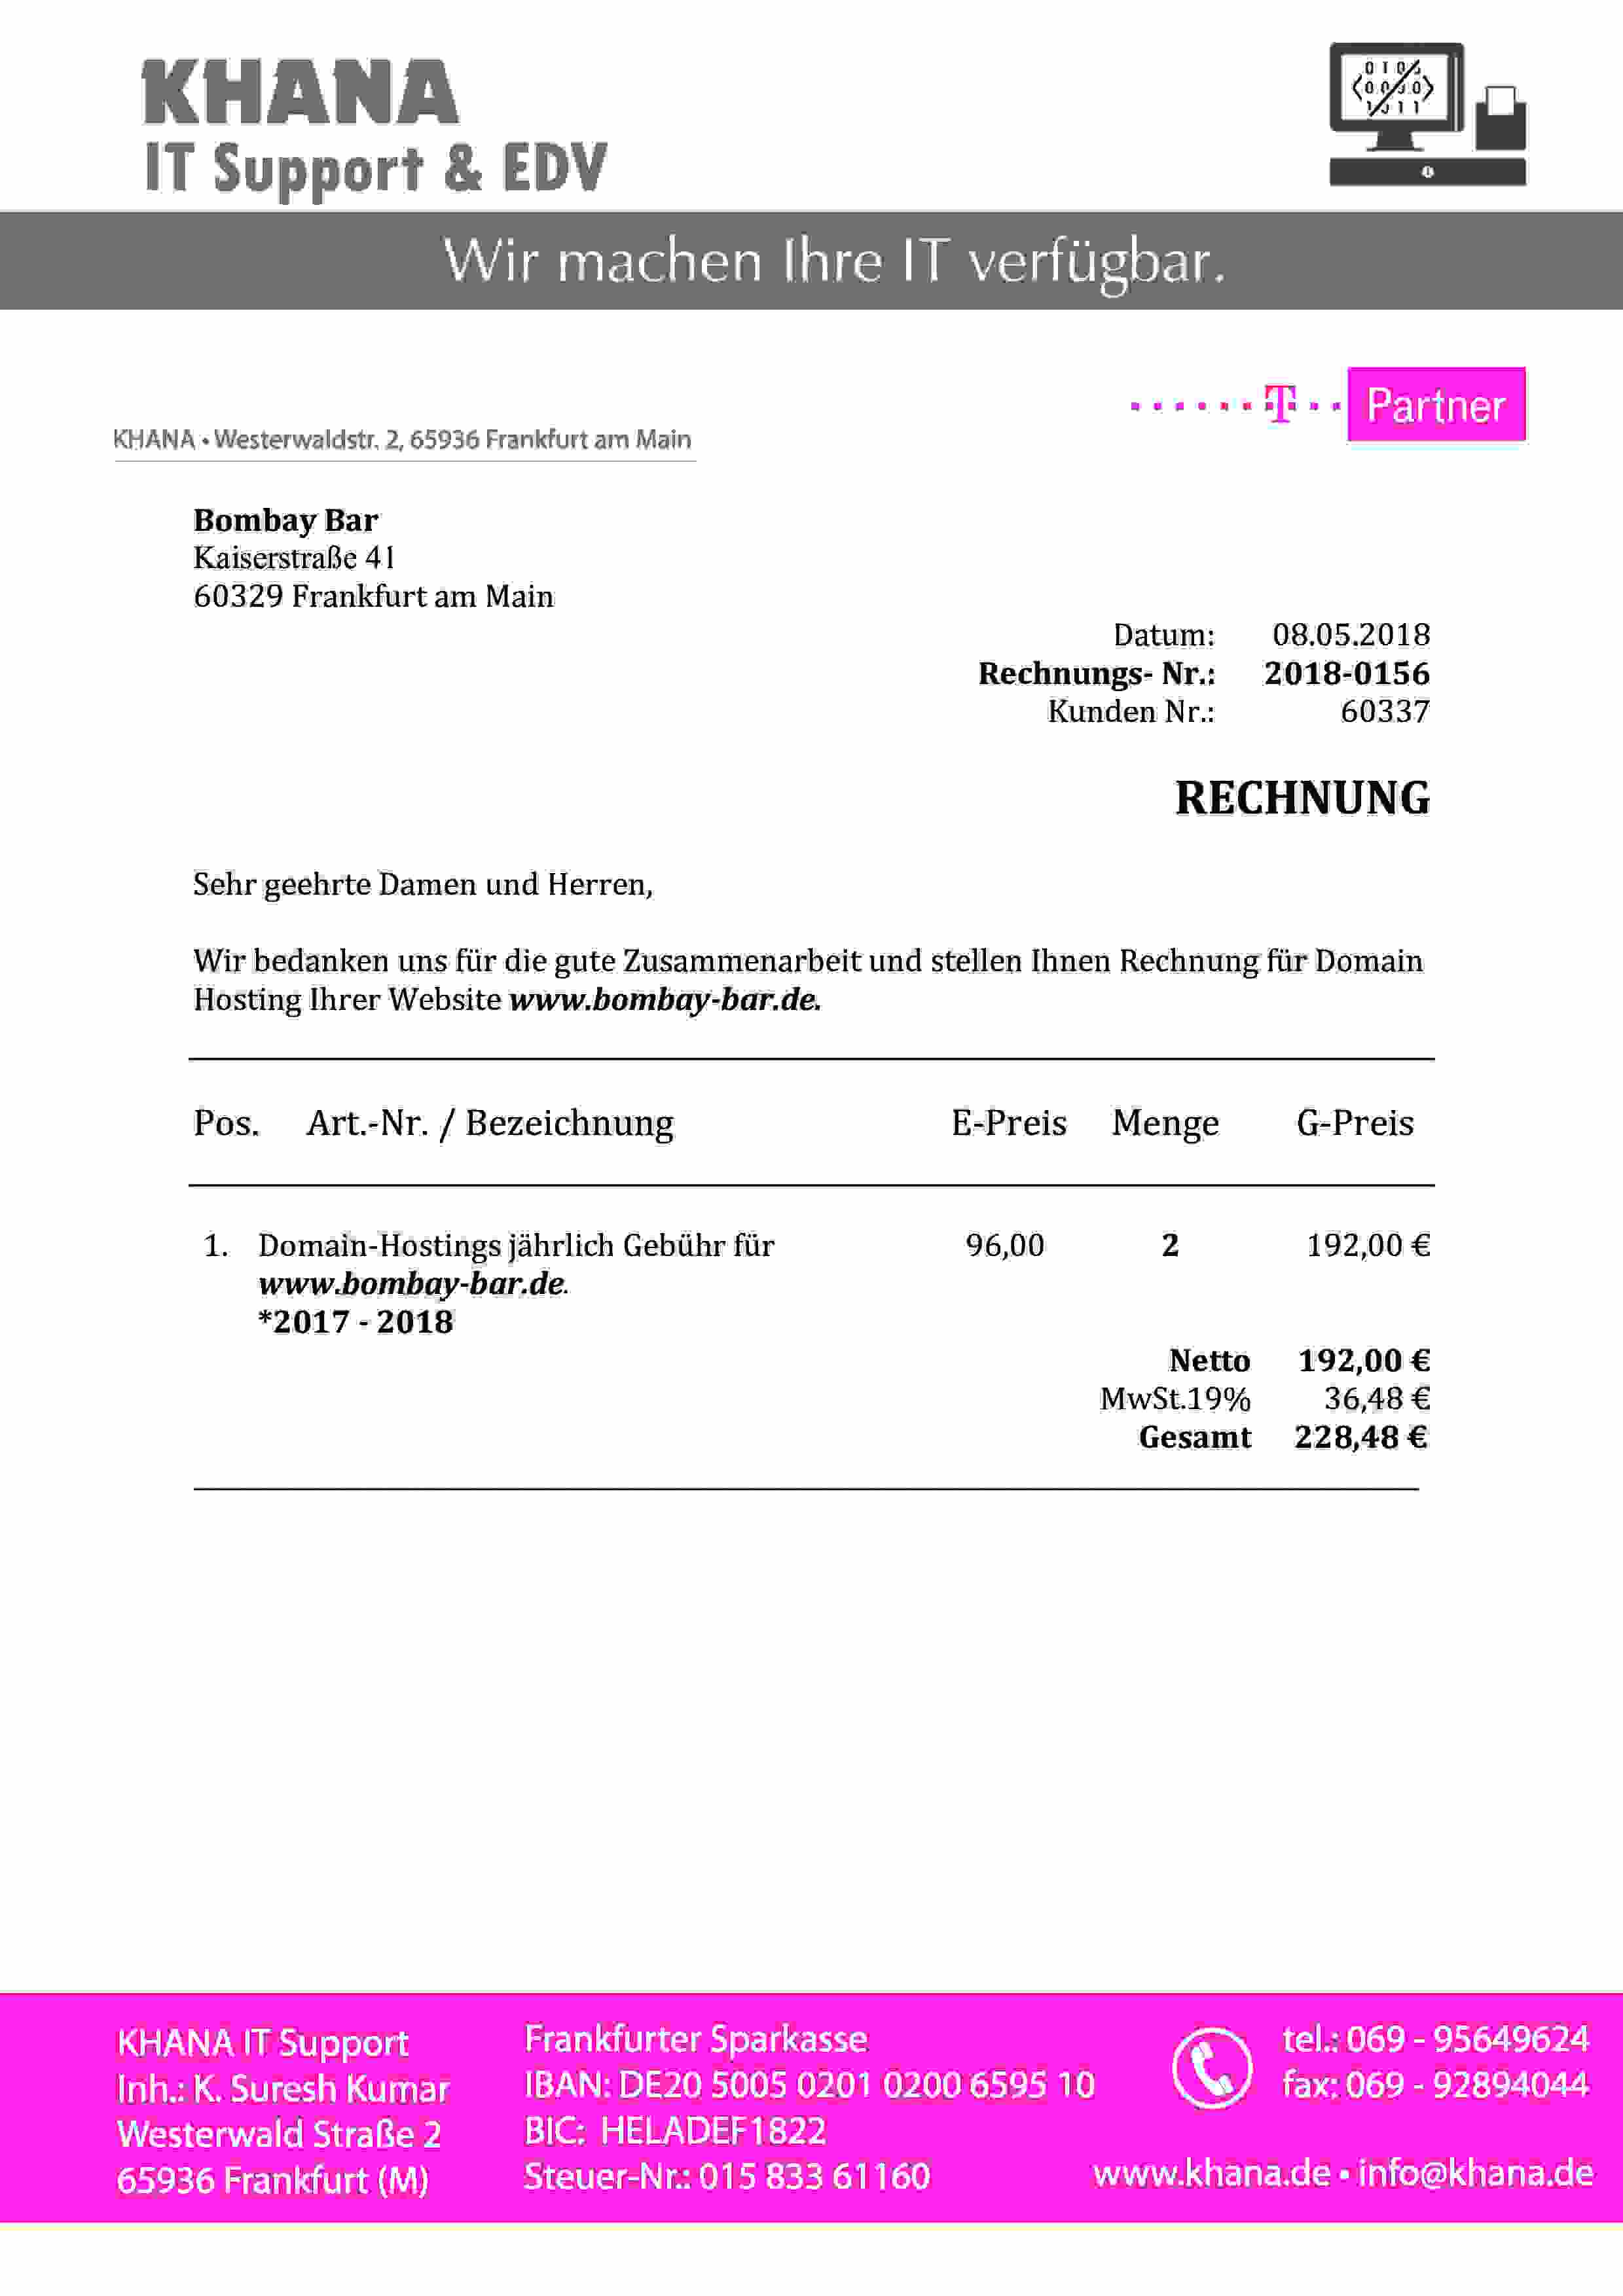 KHANA
IT Support & EDV
Wir machen Ihre IT verfügbar.
T Partner
KHANA • Westerwaldstr. 2, 65936 Frankfurt am Main
Bombay Bar
Kaiserstraße 41
60329 Frankfurt am Main
Datum: 08.05.2018
Rechnungs- Nr.: 2018-0156
Kunden Nr.: 60337
RECHNUNG
Sehr geehrte Damen und Herren,
Wir bedanken uns für die gute Zusammenarbeit und stellen Ihnen Rechnung für Domain
Hosting Ihrer Website www.bombay-bar.de.
Pos. Art.-Nr. / Bezeichnung E-Preis Menge G-Preis
1. Domain-Hostings jährlich Gebühr für 96,00 2 192,00 €
www.bombay-bar.de.
*2017 - 2018
Netto 192,00 €
MwSt.19% 36,48 €
Gesamt 228,48 €
KHANA IT Support
Inh.: K. Suresh Kumar
Westerwald Straße 2
65936 Frankfurt (M)
Frankfurter Sparkasse
IBAN: DE20 5005 0201 0200 6595 10
BIC: HELADEF1822
Steuer-Nr.: 015 833 61160
tel.: 069 - 95649624
fax: 069 - 92894044
www.khana.de • info@khana.de